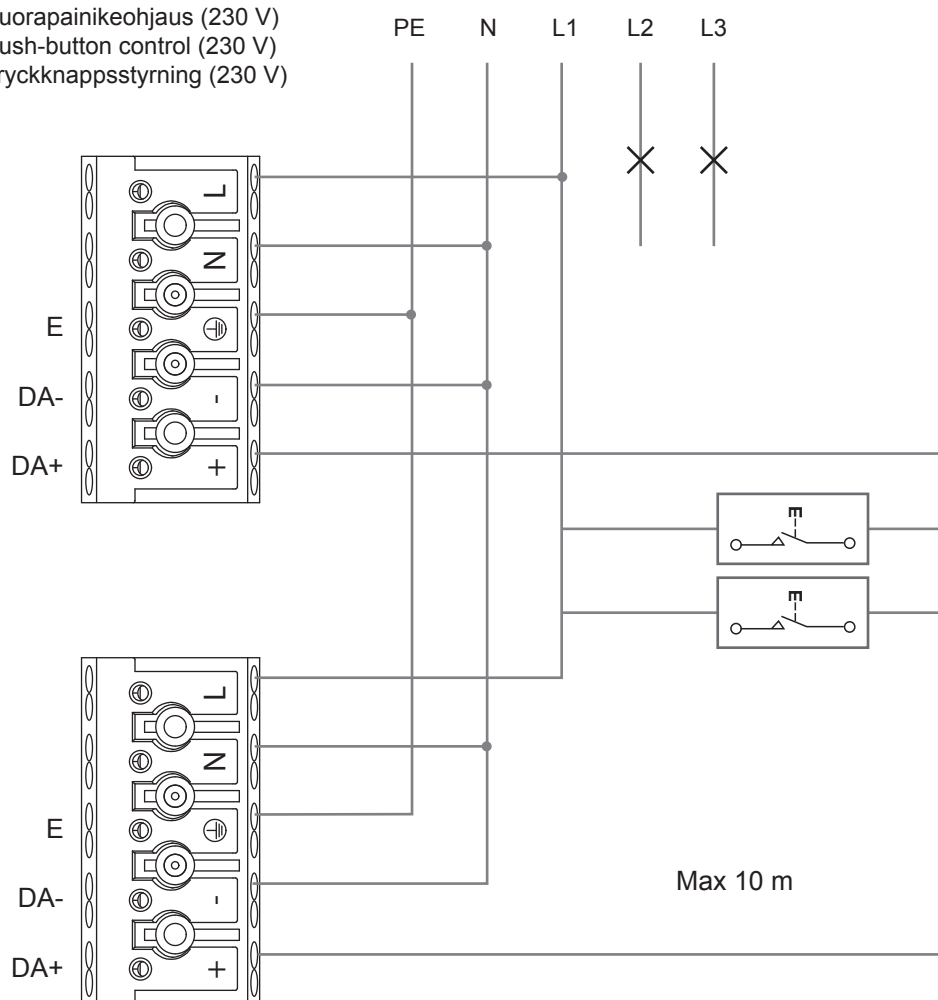 uorapainikeohjaus (230 V)
ush-button control (230 V)
ryckknappsstyrning (230 V)
PE N L1 L2 L3
L
N
E
DA- -
DA+ +
L
N
E
DA- -
Max 10 m
DA+ +